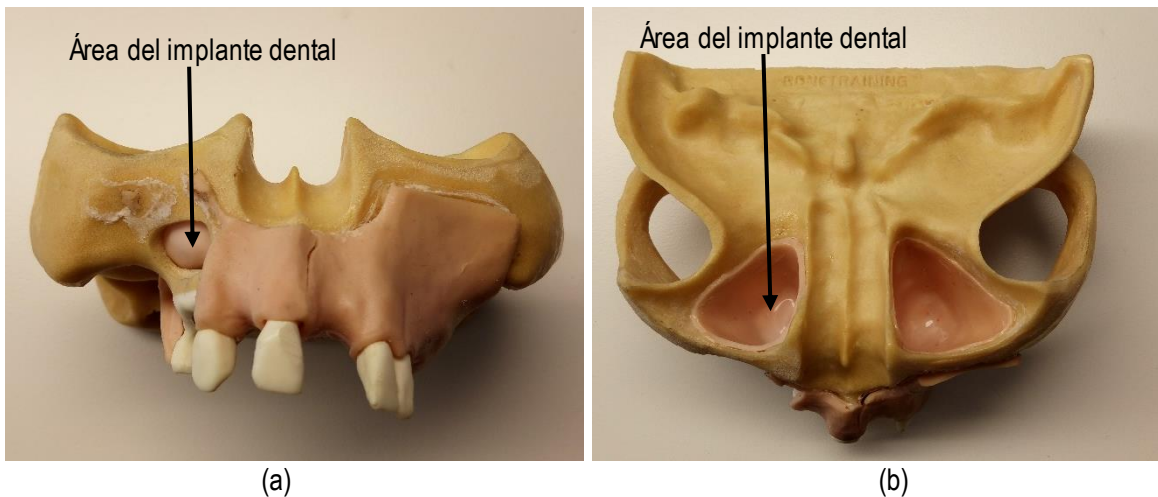 Área del implante dental
Área del implante dental
BONETRAINING
(a)
(b)